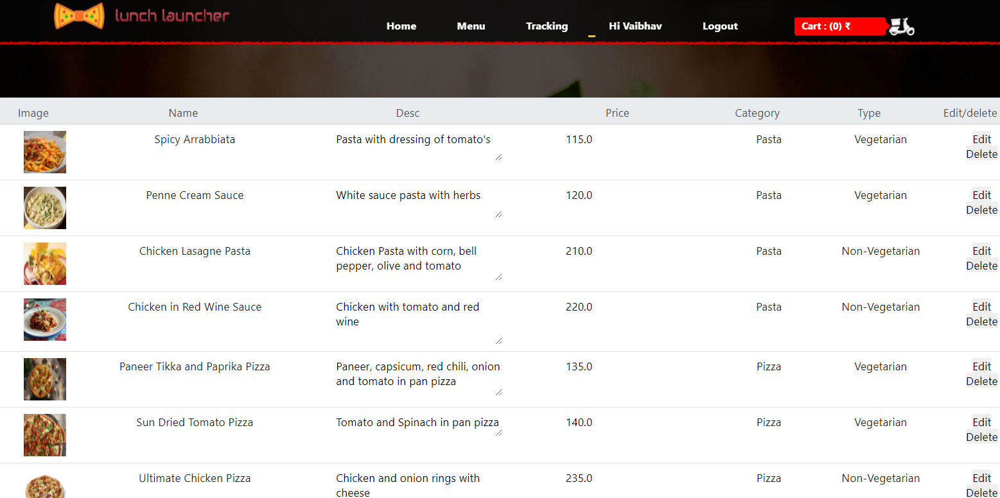 lunch launcher
Home Menu Tracking Hi Vaibhav Logout Cart : (0) ₹
Image Name Desc Price Category Type Edit/delete
Spicy Arrabbiata Pasta with dressing of tomato's 115.0 Pasta Vegetarian Edit
Delete
Penne Cream Sauce White sauce pasta with herbs 120.0 Pasta Vegetarian Edit
Delete
Chicken Lasagne Pasta Chicken Pasta with corn, bell 210.0 Pasta Non-Vegetarian Edit
pepper, olive and tomato Delete
Chicken in Red Wine Sauce Chicken with tomato and red 220.0 Pasta Non-Vegetarian Edit
wine Delete
Paneer Tikka and Paprika Pizza Paneer, capsicum, red chili, onion 135.0 Pizza Vegetarian Edit
and tomato in pan pizza Delete
Sun Dried Tomato Pizza Tomato and Spinach in pan pizza 140.0 Pizza Vegetarian Edit
Delete
Ultimate Chicken Pizza Chicken and onion rings with 235.0 Pizza Non-Vegetarian Edit
cheese Delete